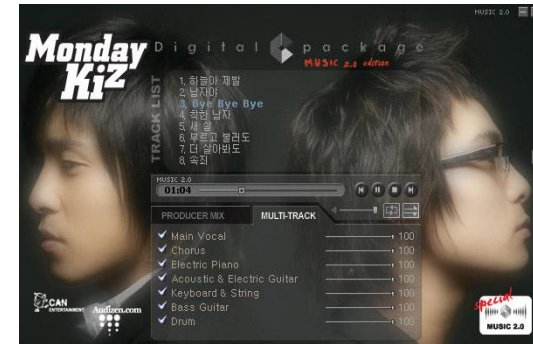 MUSIC 2.0
Monday Kiz
Digital package
MUSIC 2.0 edition
TRACK LIST
1, 하늘아 제발
2, 남자야
3, Bye Bye Bye
4, 착한 남자
5, 세 살
6, 부르고 불러도
7, 더 살아봐도
8, 속죄
MUSIC 2.0
01:04
PRODUCER MIX
MULTI-TRACK
Main Vocal 100
Chorus 100
Electric Piano 100
Acoustic & Electric Guitar 100
Keyboard & String 100
Bass Guitar 100
Drum 100
CAN
ENTERTAINMENT
Audizen.com
special
MUSIC 2.0